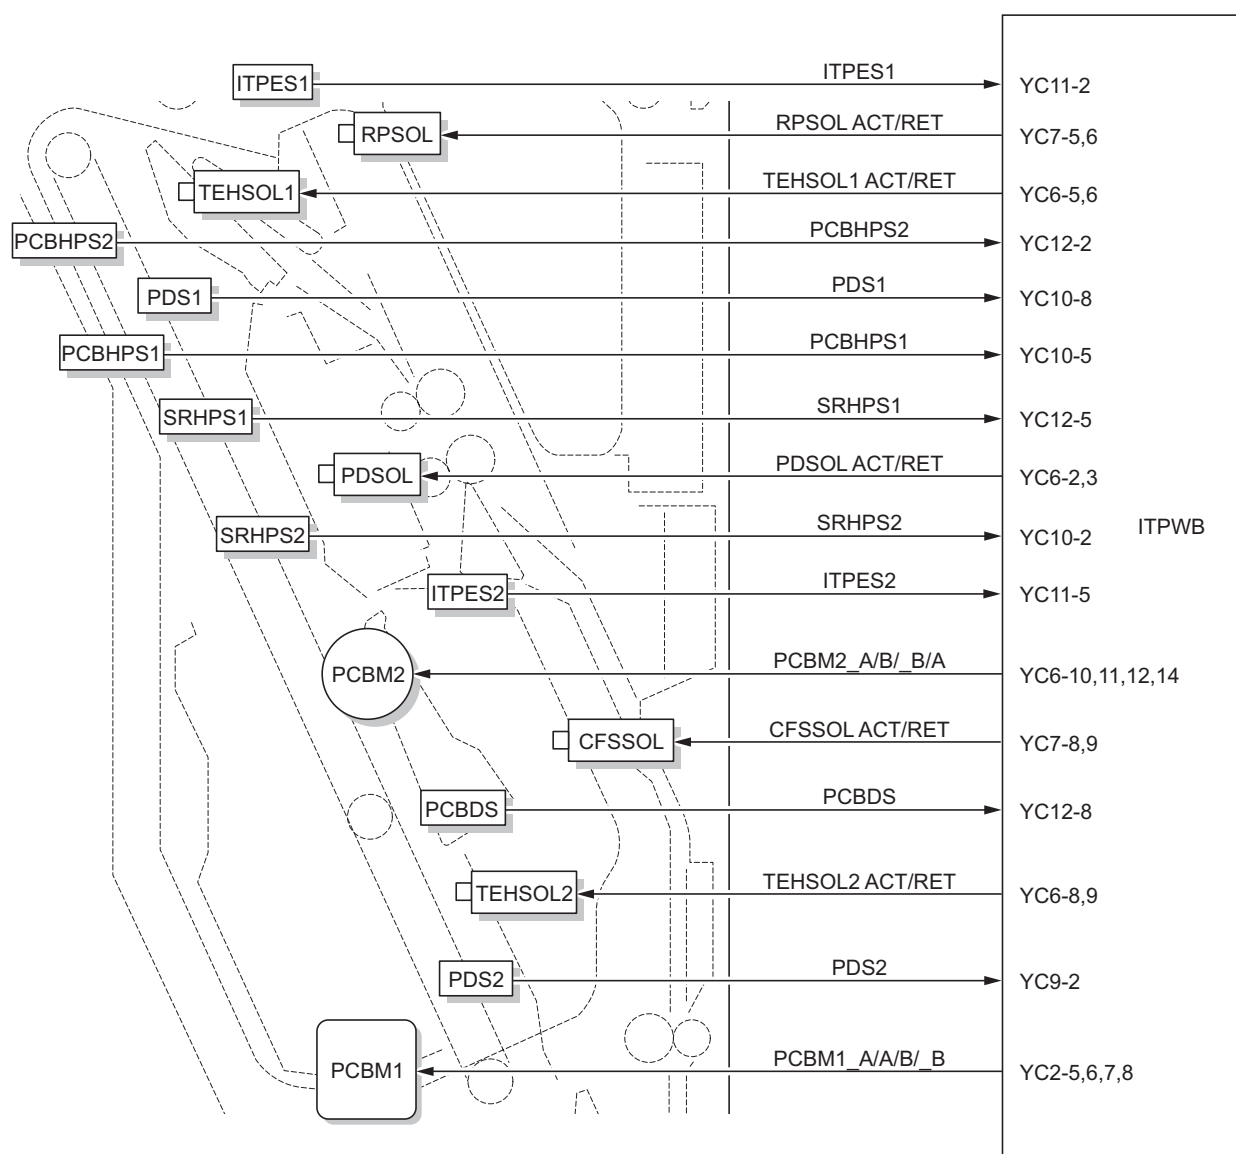 ITPES1 ITPES1 YC11-2
RPSOL RPSOL ACT/RET YC7-5,6
TEHSOL1 TEHSOL1 ACT/RET YC6-5,6
PCBHPS2 PCBHPS2 YC12-2
PDS1 PDS1 YC10-8
PCBHPS1 PCBHPS1 YC10-5
SRHPS1 SRHPS1 YC12-5
PDSOL PDSOL ACT/RET YC6-2,3
SRHPS2 SRHPS2 YC10-2 ITPWB
ITPES2 ITPES2 YC11-5
PCBM2 PCBM2_A/B/_B/A YC6-10,11,12,14
CFSSOL CFSSOL ACT/RET YC7-8,9
PCBDS PCBDS YC12-8
TEHSOL2 TEHSOL2 ACT/RET YC6-8,9
PDS2 PDS2 YC9-2
PCBM1 PCBM1_A/A/B/_B YC2-5,6,7,8